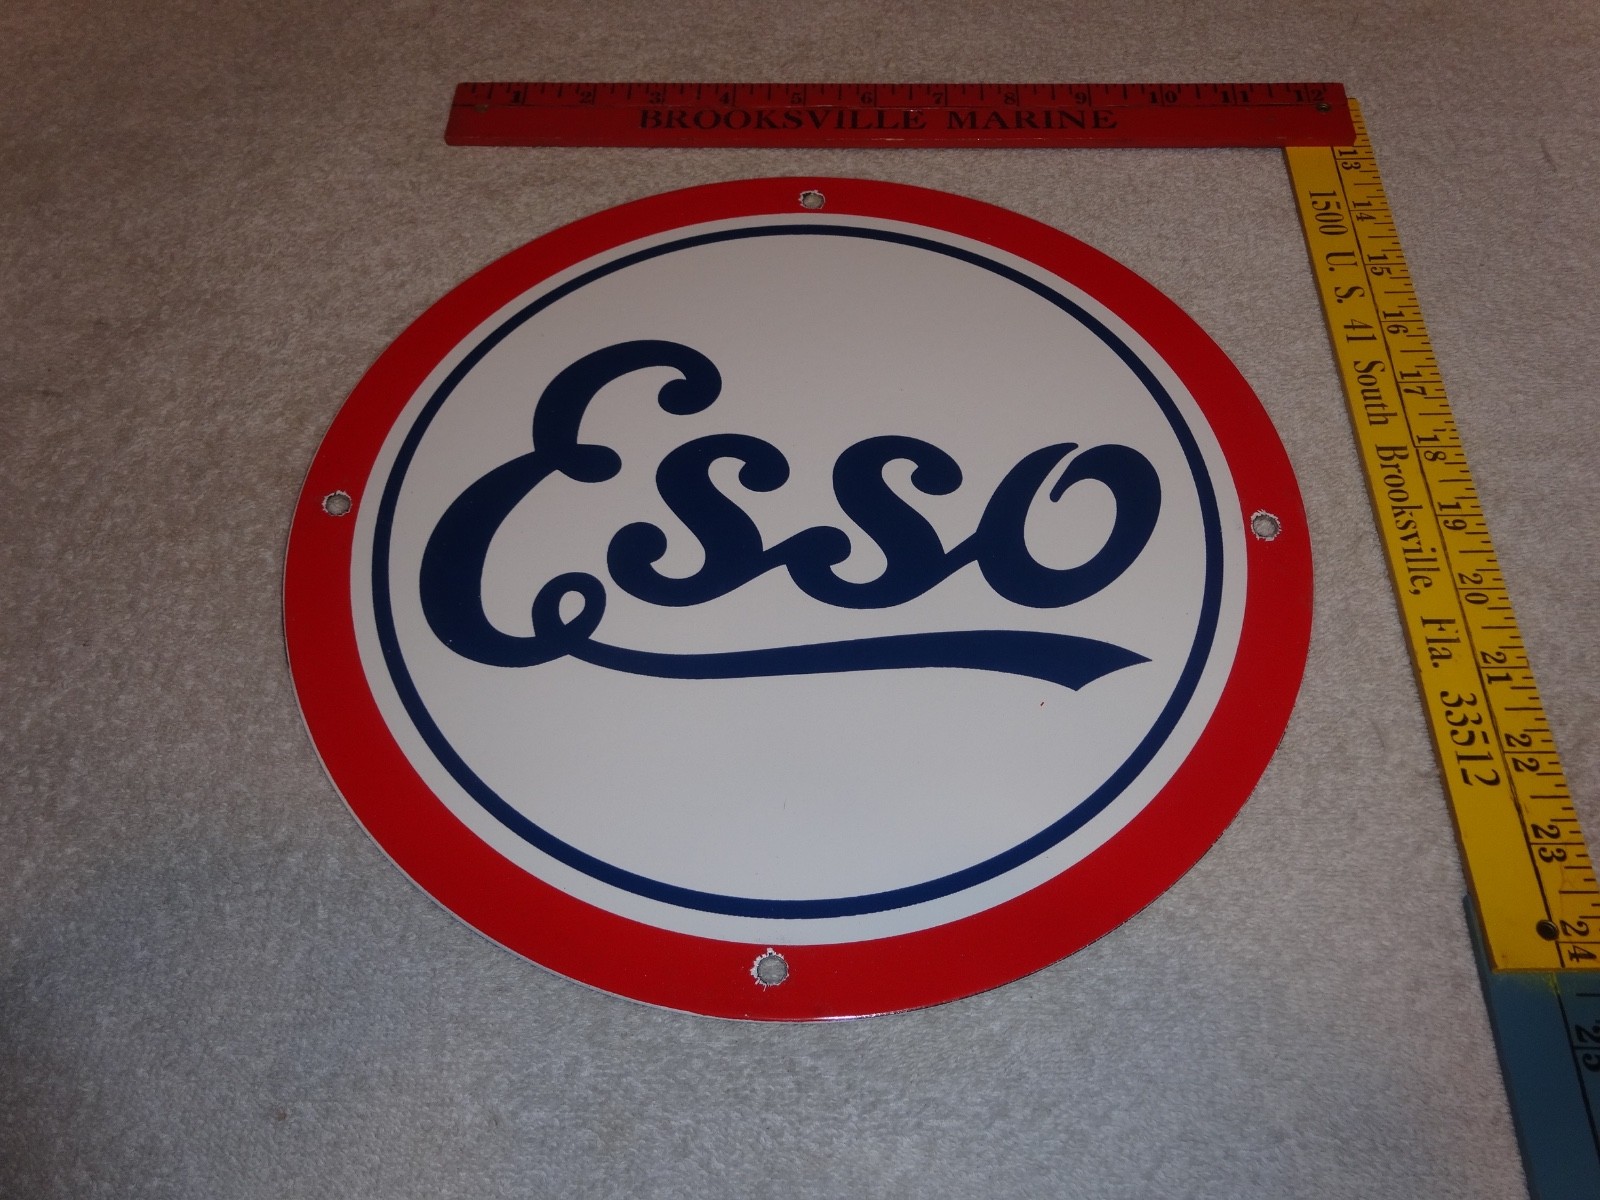 1 2 3 4 5 6 7 8 9 10 11 12
BROOKSVILLE MARINE
13 14 15 16 17 18 19 20 21 22 23 24 25
1500 U. S. 41 South Brooksville, Fla. 33512
Esso